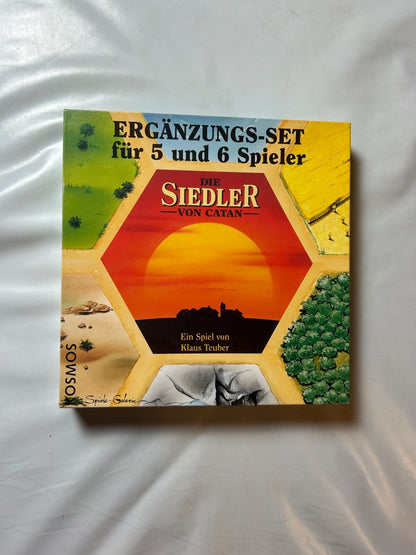 ERGÄNZUNGS-SET
für 5 und 6 Spieler
DIE
SIEDLER
VON CATAN
Ein Spiel von
Klaus Teuber
KOSMOS
Spiele-Galerie